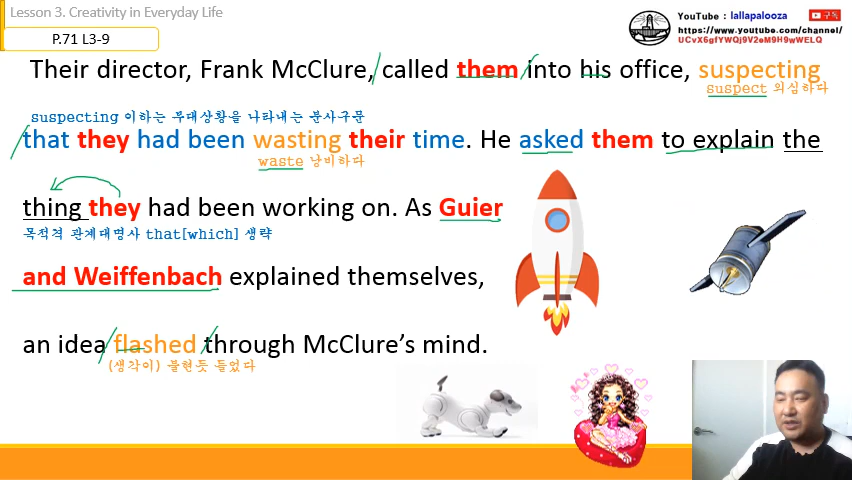 Lesson 3. Creativity in Everyday Life
P.71 L3-9
YouTube : lallapalooza 구독
https://www.youtube.com/channel/
UCvX6gfYWQj9V2eM9H9wWELQ
Their director, Frank McClure, called them into his office, suspecting
suspect 의심하다
suspecting 이하는 부대상황을 나타내는 분사구문
that they had been wasting their time. He asked them to explain the
waste 낭비하다
thing they had been working on. As Guier
목적격 관계대명사 that[which] 생략
and Weiffenbach explained themselves,
an idea flashed through McClure's mind.
(생각이) 불현듯 들었다